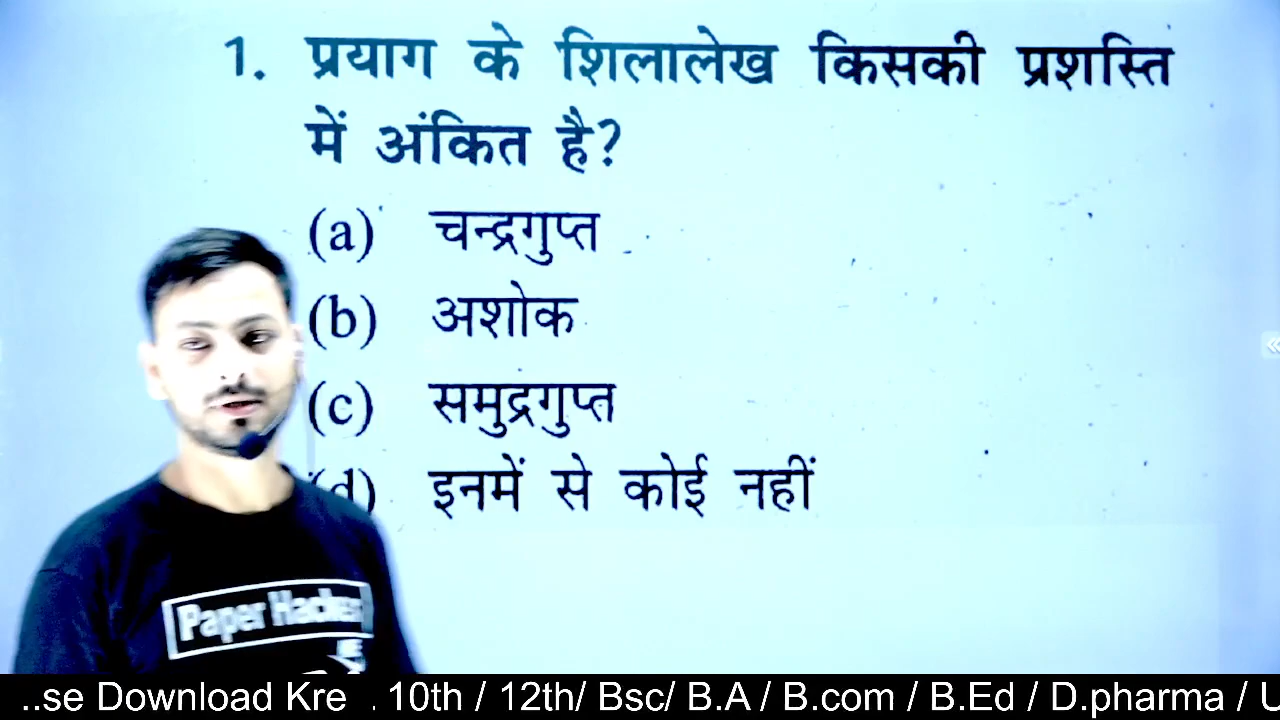 1. प्रयाग के शिलालेख किसकी प्रशस्ति
में अंकित है?
(a) चन्द्रगुप्त
(b) अशोक
(c) समुद्रगुप्त
(d) इनमें से कोई नहीं
Paper Hacker
..se Download Kre . 10th / 12th/ Bsc/ B.A / B.com / B.Ed / D.pharma / U